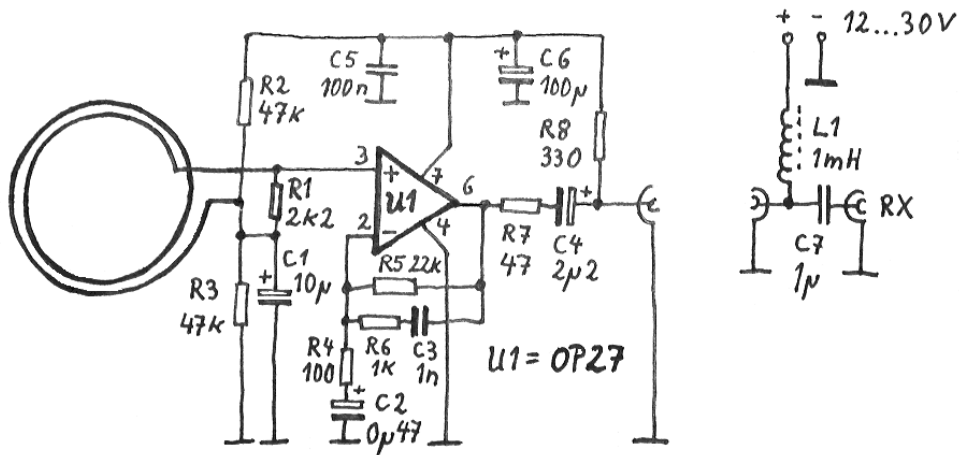 + - 12...30V
C5
100n
+
C6
100µ
R2
47k
R8
330
L1
1mH
3
+
7
U1
6
R1
2k2
2
-
4
+
RX
R7
47
C4
2µ2
C7
1µ
C1
+
10µ
R5 22k
R3
47k
R4
100
R6
1k
C3
1n
U1 = OP27
+
C2
0µ47